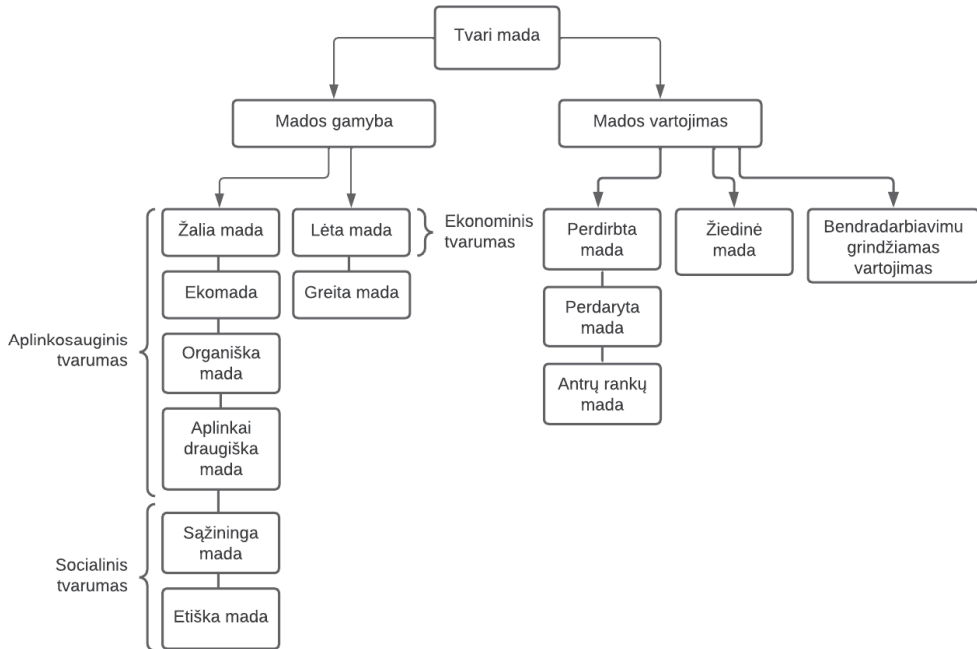 Tvari mada
Mados gamyba
Mados vartojimas
Žalia mada
Lėta mada
Ekonominis
tvarumas
Perdirbta
mada
Žiedinė
mada
Bendradarbiavimu
grindžiamas
vartojimas
Ekomada
Greita mada
Perdaryta
mada
Aplinkosauginis
tvarumas
Organiška
mada
Antrų rankų
mada
Aplinkai
draugiška
mada
Sąžininga
mada
Socialinis
tvarumas
Etiška mada